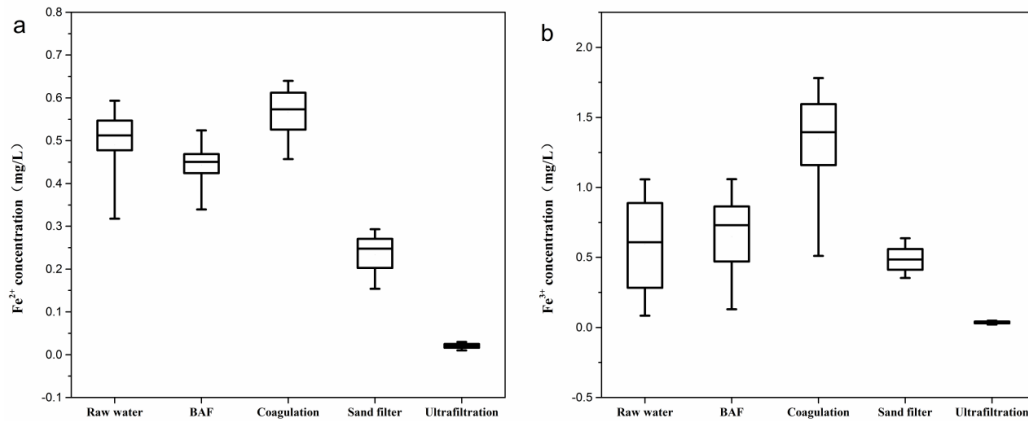 a
0.8
0.7
0.6
0.5
0.4
0.3
0.2
0.1
0.0
-0.1
Fe²⁺ concentration（mg/L）
Raw water BAF Coagulation Sand filter Ultrafiltration
b
2.0
1.5
1.0
0.5
0.0
-0.5
Fe³⁺ concentration（mg/L）
Raw water BAF Coagulation Sand filter Ultrafiltration